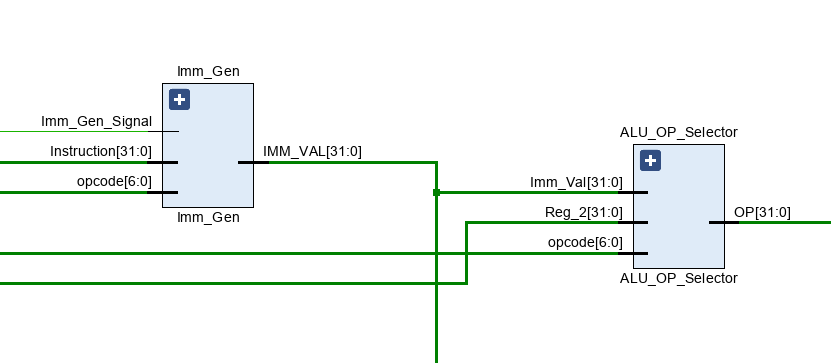 Imm_Gen
Imm_Gen_Signal
Instruction[31:0]
opcode[6:0]
IMM_VAL[31:0]
Imm_Gen
ALU_OP_Selector
Imm_Val[31:0]
Reg_2[31:0]
opcode[6:0]
OP[31:0]
ALU_OP_Selector